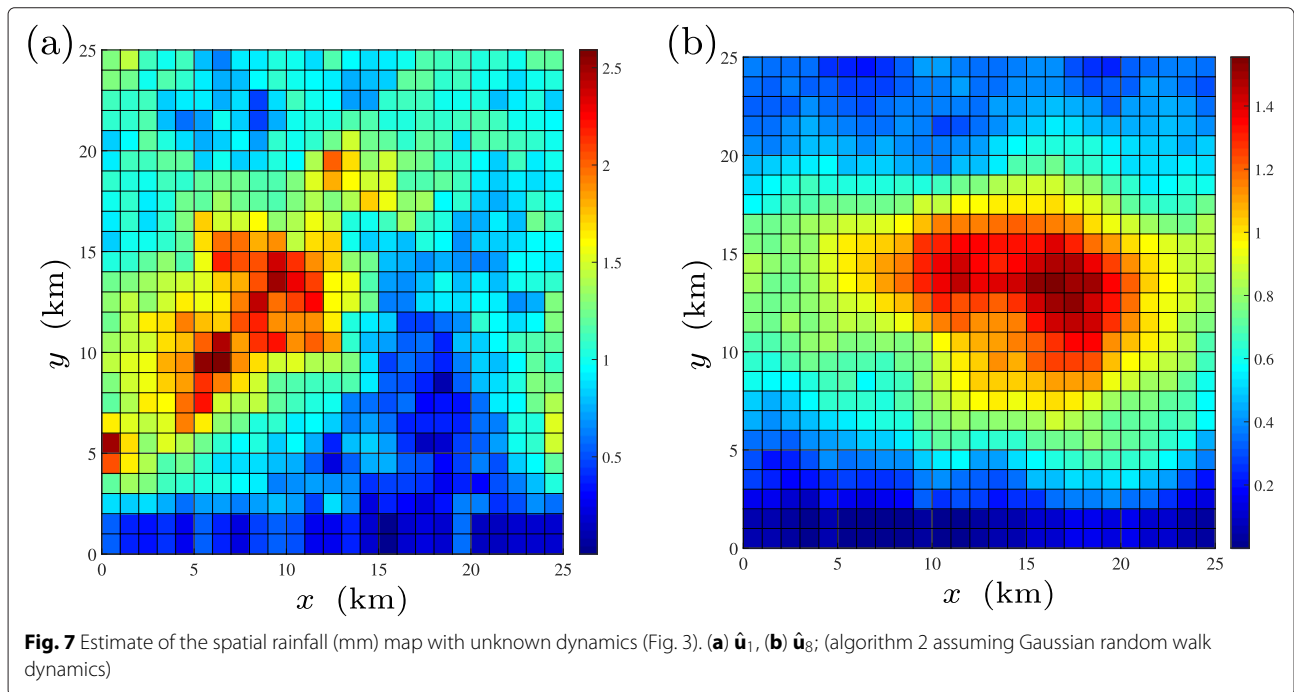 (a)
25
20
15
10
5
0
y (km)
0 5 10 15 20 25
x (km)
2.5
2
1.5
1
0.5
(b)
25
20
15
10
5
0
y (km)
0 5 10 15 20 25
x (km)
1.4
1.2
1
0.8
0.6
0.4
0.2
Fig. 7 Estimate of the spatial rainfall (mm) map with unknown dynamics (Fig. 3). (a) û₁, (b) û₈; (algorithm 2 assuming Gaussian random walk
dynamics)